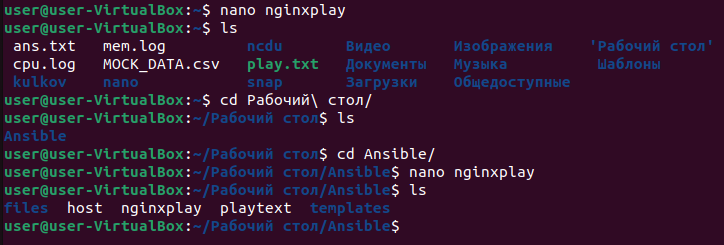 user@user-VirtualBox:~$ nano nginxplay
user@user-VirtualBox:~$ ls
ans.txt mem.log ncdu Видео Изображения 'Рабочий стол'
cpu.log MOCK_DATA.csv play.txt Документы Музыка Шаблоны
kulkov nano snap Загрузки Общедоступные
user@user-VirtualBox:~$ cd Рабочий\ стол/
user@user-VirtualBox:~/Рабочий стол$ ls
Ansible
user@user-VirtualBox:~/Рабочий стол$ cd Ansible/
user@user-VirtualBox:~/Рабочий стол/Ansible$ nano nginxplay
user@user-VirtualBox:~/Рабочий стол/Ansible$ ls
files host nginxplay playtext templates
user@user-VirtualBox:~/Рабочий стол/Ansible$